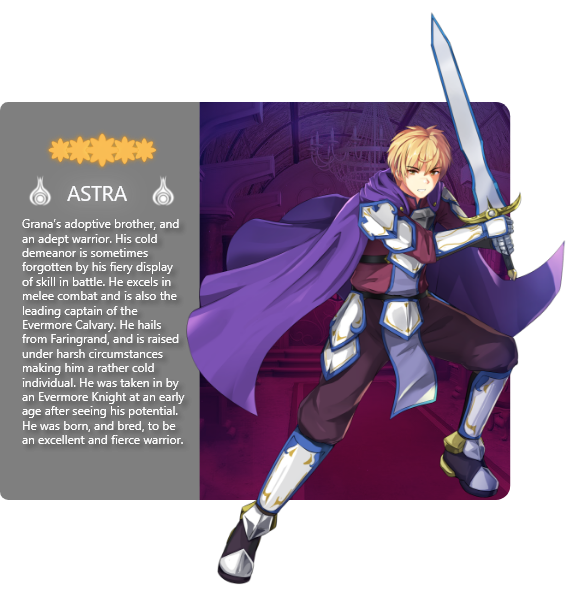 ASTRA
Grana's adoptive brother, and
an adept warrior. His cold
demeanor is sometimes
forgotten by his fiery display
of skill in battle. He excels in
melee combat and is also the
leading captain of the
Evermore Calvary. He hails
from Faringrand, and is raised
under harsh circumstances
making him a rather cold
individual. He was taken in by
an Evermore Knight at an early
age after seeing his potential.
He was born, and bred, to be
an excellent and fierce warrior.